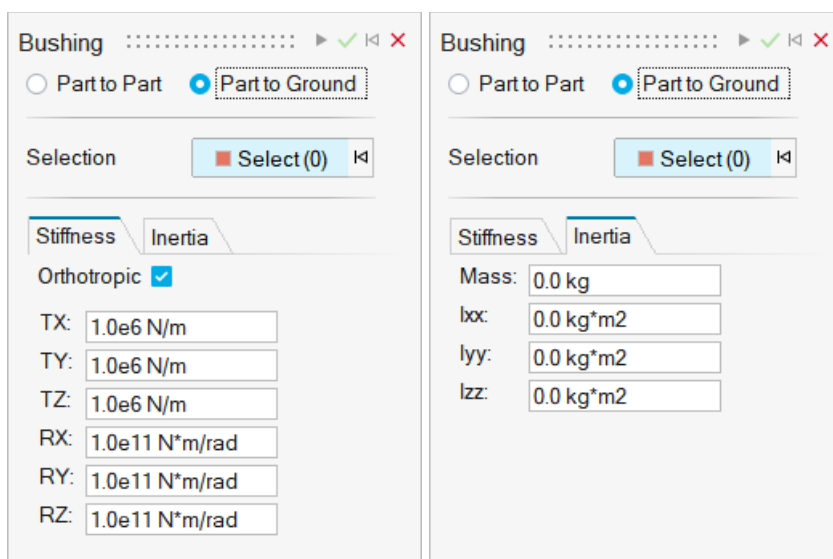 Bushing
Part to Part Part to Ground
Selection Select (0)
Stiffness Inertia
Orthotropic
TX: 1.0e6 N/m
TY: 1.0e6 N/m
TZ: 1.0e6 N/m
RX: 1.0e11 N*m/rad
RY: 1.0e11 N*m/rad
RZ: 1.0e11 N*m/rad
Bushing
Part to Part Part to Ground
Selection Select (0)
Stiffness Inertia
Mass: 0.0 kg
Ixx: 0.0 kg*m2
Iyy: 0.0 kg*m2
Izz: 0.0 kg*m2